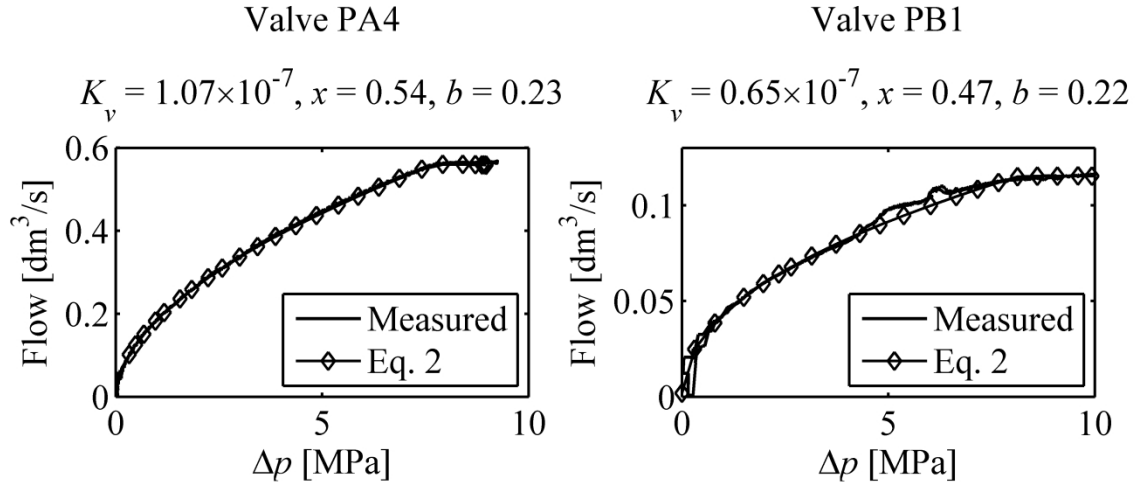 Valve PA4
K_v = 1.07×10^-7, x = 0.54, b = 0.23
Flow [dm^3/s]
0.6
0.4
0.2
0
Measured
Eq. 2
0 5 10
Δp [MPa]
Valve PB1
K_v = 0.65×10^-7, x = 0.47, b = 0.22
Flow [dm^3/s]
0.1
0.05
0
Measured
Eq. 2
0 5 10
Δp [MPa]